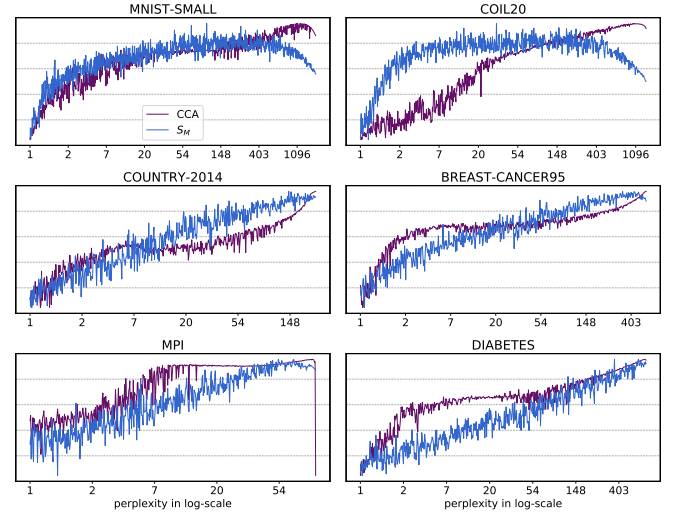 MNIST-SMALL
CCA
S_M
1 2 7 20 54 148 403 1096
COIL20
1 2 7 20 54 148 403 1096
COUNTRY-2014
1 2 7 20 54 148
BREAST-CANCER95
1 2 7 20 54 148 403
MPI
1 2 7 20 54
perplexity in log-scale
DIABETES
1 2 7 20 54 148 403
perplexity in log-scale